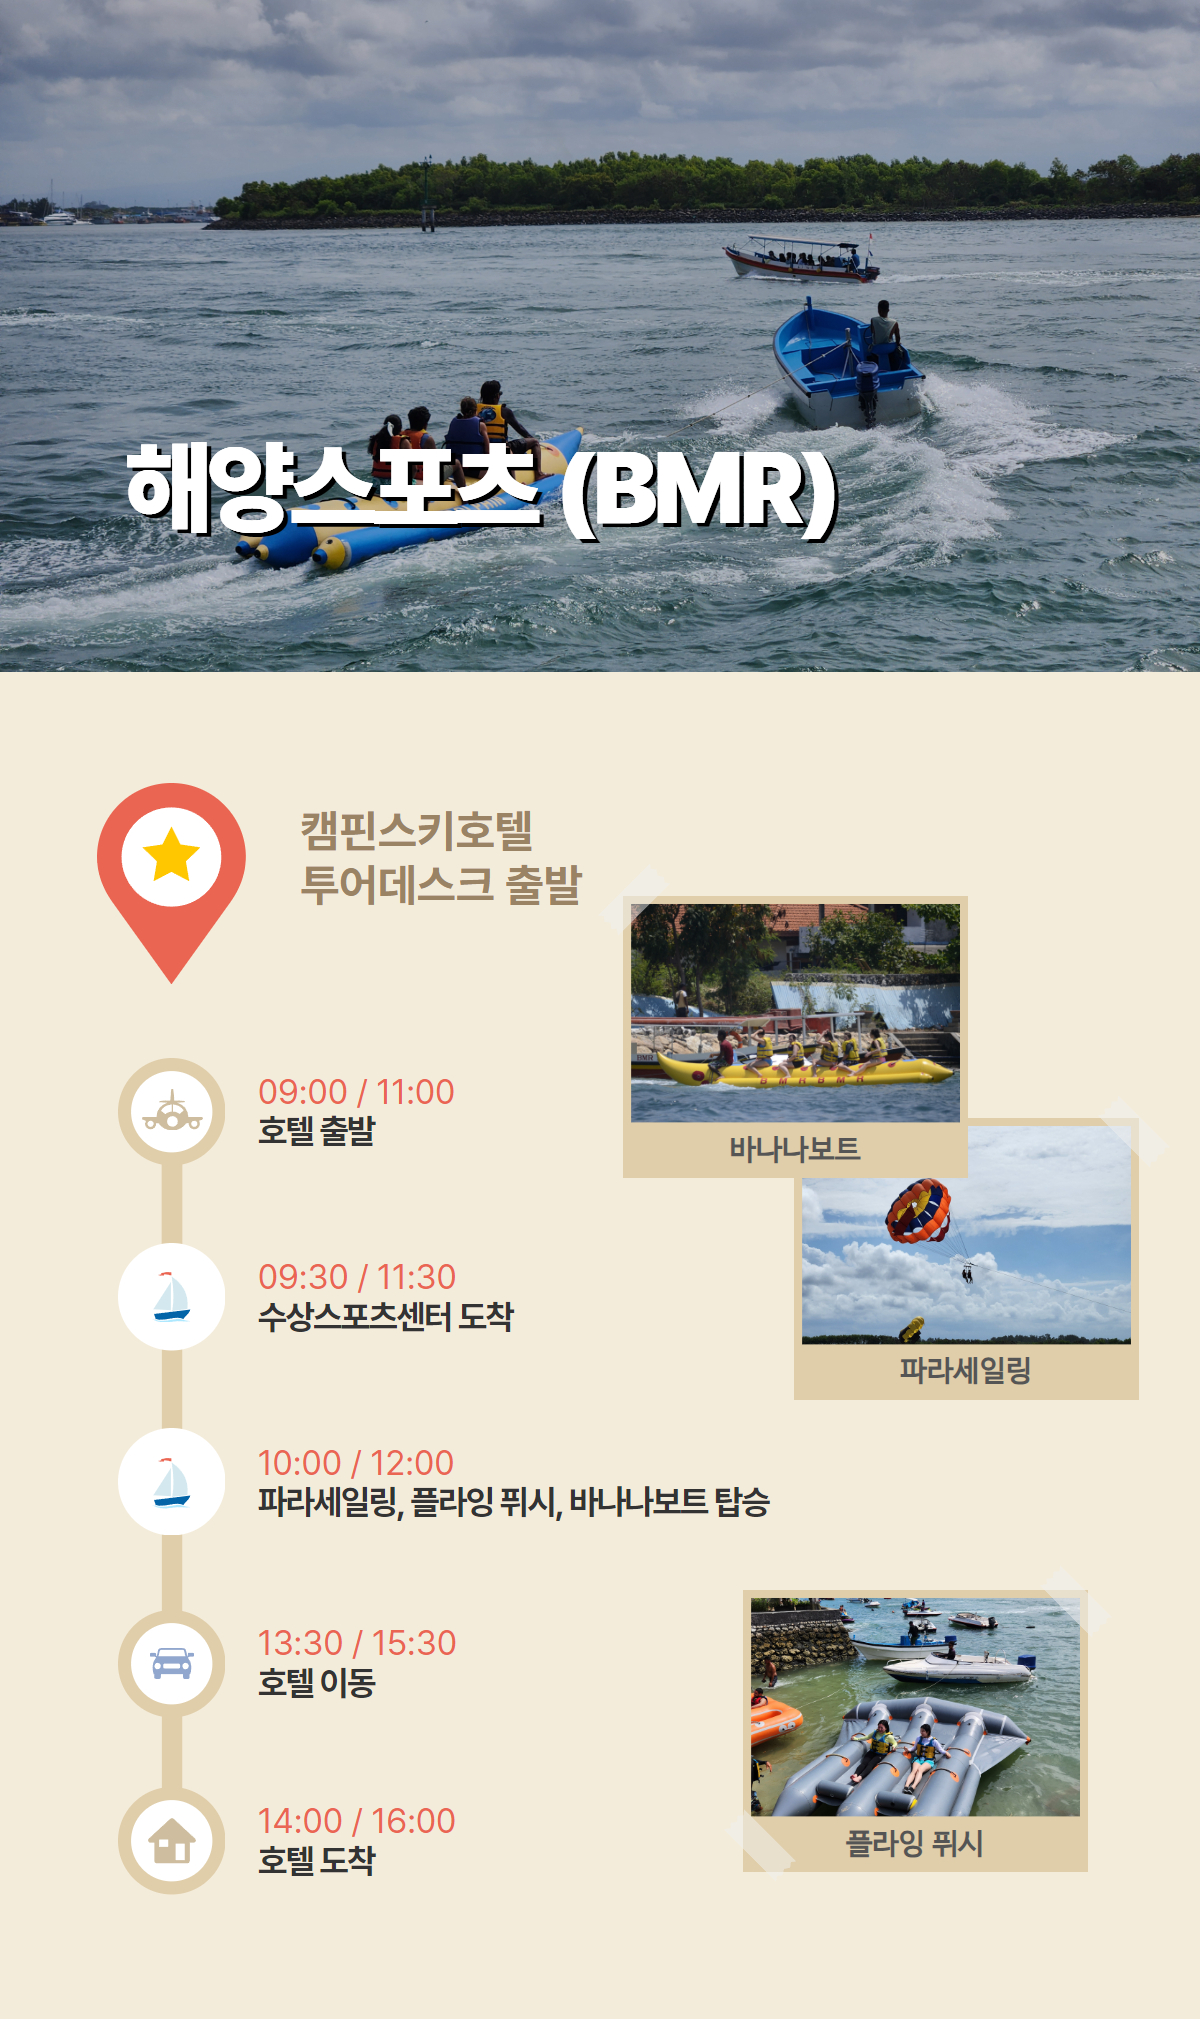 해양스포츠 (BMR)
캠핀스키호텔
투어데스크 출발
BMR
B M R B M R
바나나보트
09:00 / 11:00
호텔 출발
09:30 / 11:30
수상스포츠센터 도착
파라세일링
10:00 / 12:00
파라세일링, 플라잉 퓌시, 바나나보트 탑승
13:30 / 15:30
호텔 이동
플라잉 퓌시
14:00 / 16:00
호텔 도착